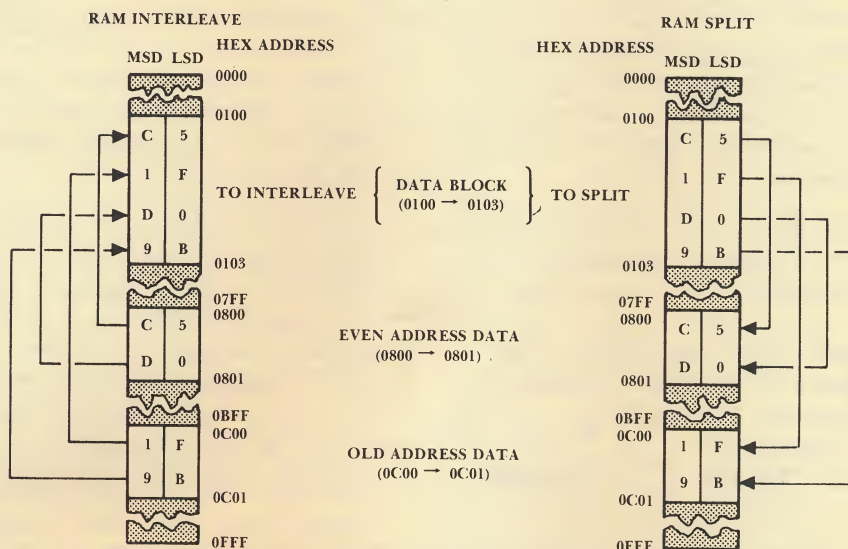 RAM INTERLEAVE
HEX ADDRESS
MSD LSD
0000
0100
C 5
1 F
D 0
9 B
0103
07FF
0800
C 5
D 0
0801
0BFF
0C00
1 F
9 B
0C01
0FFF
TO INTERLEAVE
DATA BLOCK
(0100 → 0103)
TO SPLIT
EVEN ADDRESS DATA
(0800 → 0801)
OLD ADDRESS DATA
(0C00 → 0C01)
RAM SPLIT
HEX ADDRESS
MSD LSD
0000
0100
C 5
1 F
D 0
9 B
0103
07FF
0800
C 5
D 0
0801
0BFF
0C00
1 F
9 B
0C01
0FFF